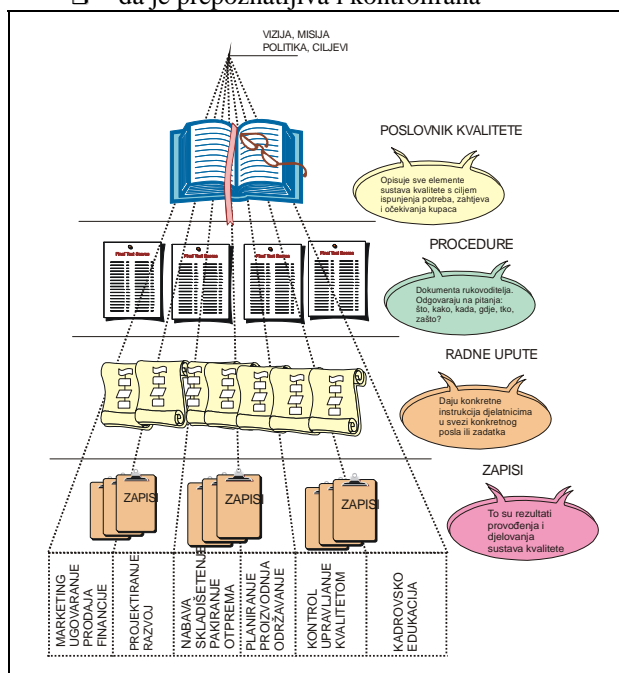 da je prepoznatljiva i kontrolirana
VIZIJA, MISIJA
POLITIKA, CILJEVI
POSLOVNIK KVALITETE
Opisuje sve elemente
sustava kvalitete s ciljem
ispunjenja potreba, zahtjeva
i očekivanja kupaca
PROCEDURE
Dokumenta rukovoditelja.
Odgovaraju na pitanja:
što, kako, kada, gdje, tko,
zašto?
RADNE UPUTE
Daju konkretne
instrukcija djelatnicima
u svezi konkretnog
posla ili zadatka
ZAPISI
To su rezultati
provođenja i
djelovanja
sustava kvalitete
ZAPISI
ZAPISI
ZAPISI
MARKETING
UGOVARANJE
PRODAJA
FINANCIJE
PROJEKTIRANJE
RAZVOJ
NABAVA
SKLADIŠETENJE
PAKIRANJE
OTPREMA
PLANIRANJE
PROIZVODNJA
ODRŽAVANJE
KONTROL
UPRAVLJANJE
KVALITETOM
KADROVSKO
EDUKACIJA